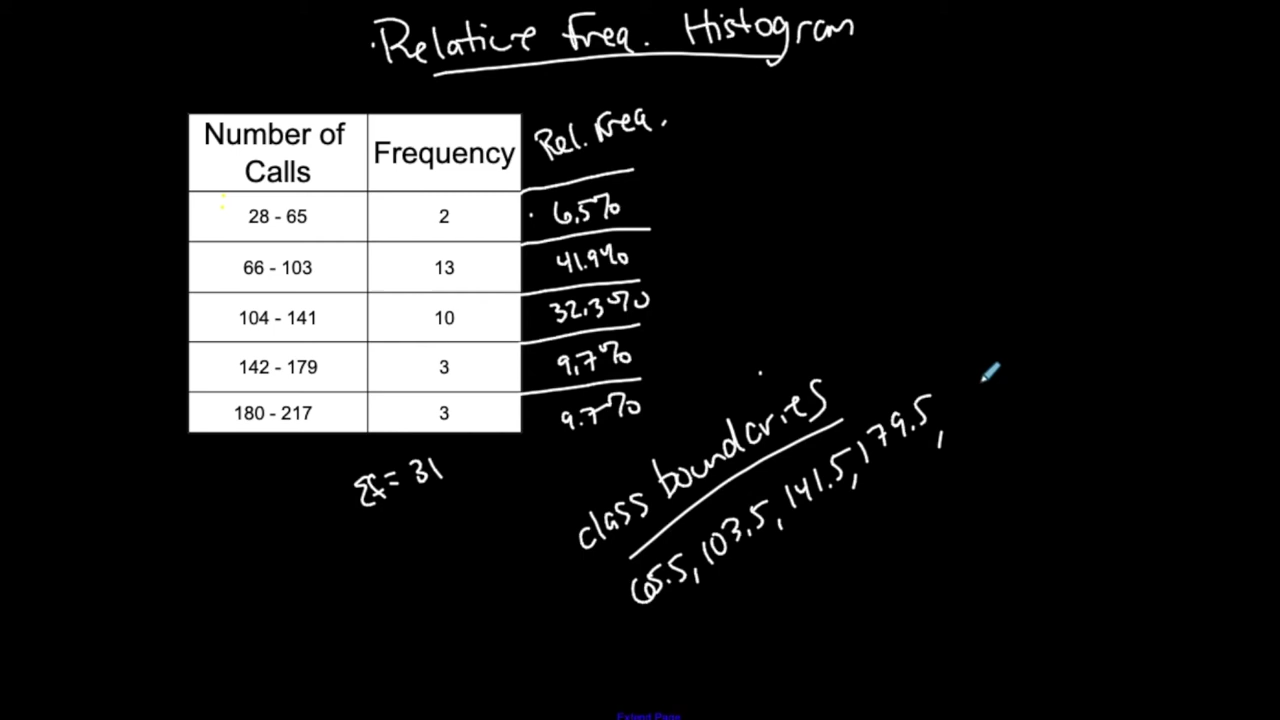 Relative Freq. Histogram
Number of Calls Frequency Rel. Freq.
28 - 65 2 6.5%
66 - 103 13 41.9%
104 - 141 10 32.3%
142 - 179 3 9.7%
180 - 217 3 9.7%
Σf = 31
class boundaries
65.5, 103.5, 141.5, 179.5,
Extend Page